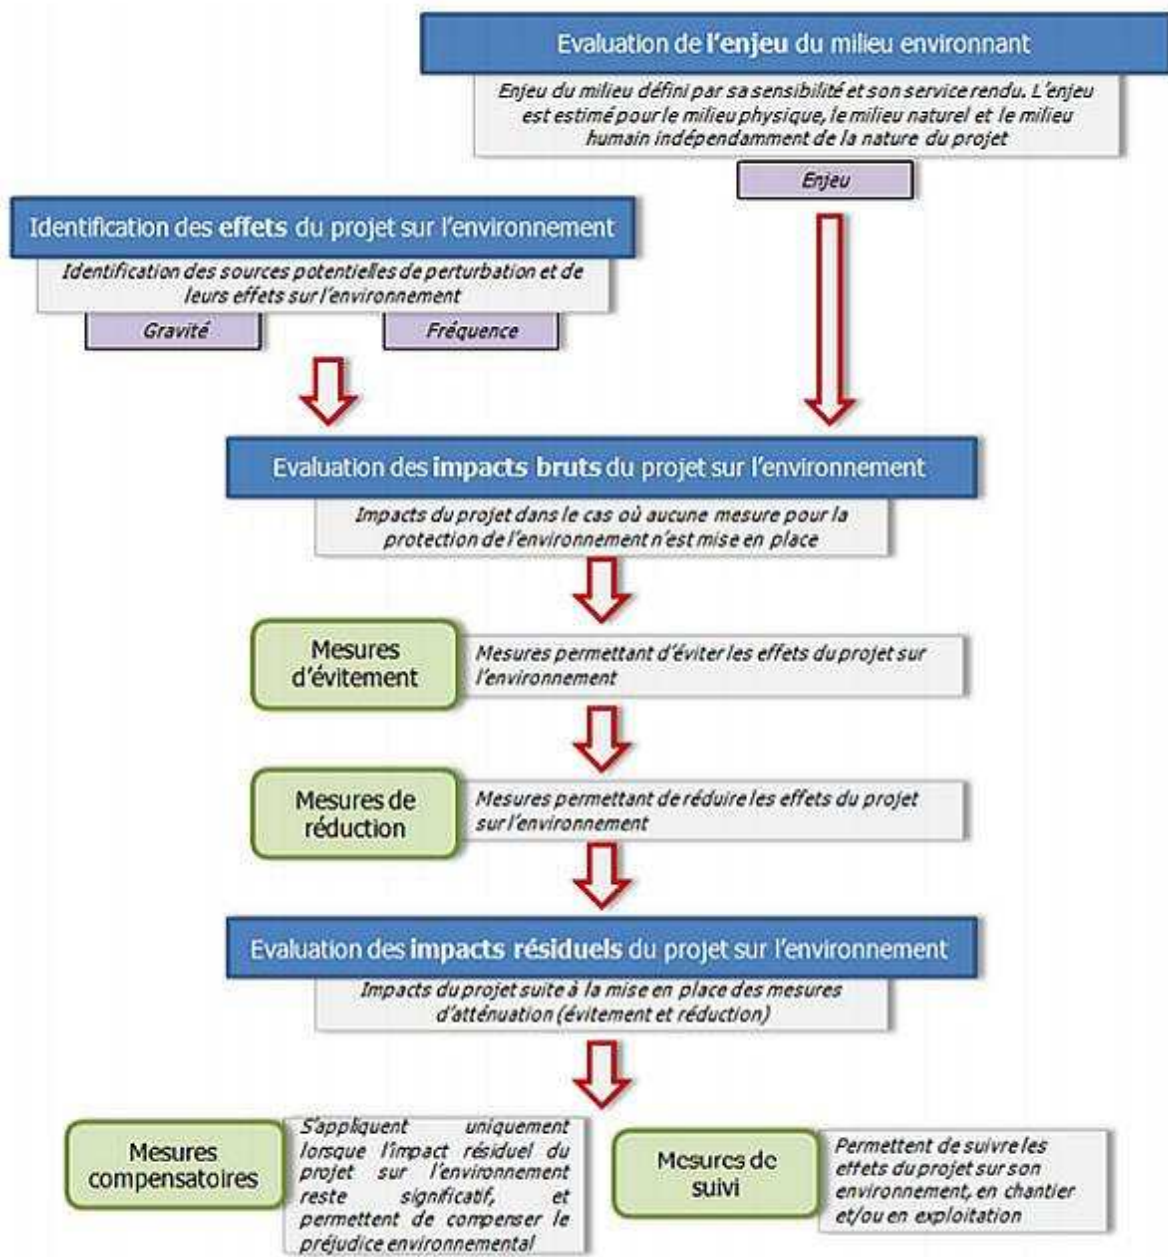 Evaluation de l'enjeu du milieu environnant
Enjeu du milieu défini par sa sensibilité et son service rendu. L'enjeu
est estimé pour le milieu physique, le milieu naturel et le milieu
humain indépendamment de la nature du projet
Enjeu
Identification des effets du projet sur l'environnement
Identification des sources potentielles de perturbation et de
leurs effets sur l'environnement
Gravité
Fréquence
Evaluation des impacts bruts du projet sur l'environnement
Impacts du projet dans le cas où aucune mesure pour la
protection de l'environnement n'est mise en place
Mesures
d'évitement
Mesures permettant d'éviter les effets du projet sur
l'environnement
Mesures de
réduction
Mesures permettant de réduire les effets du projet
sur l'environnement
Evaluation des impacts résiduels du projet sur l'environnement
Impacts du projet suite à la mise en place des mesures
d'atténuation (évitement et réduction)
Mesures
compensatoires
S'appliquent uniquement
lorsque l'impact résiduel du
projet sur l'environnement
reste significatif, et
permettent de compenser le
préjudice environnemental
Mesures de
suivi
Permettent de suivre les
effets du projet sur son
environnement, en chantier
et/ou en exploitation